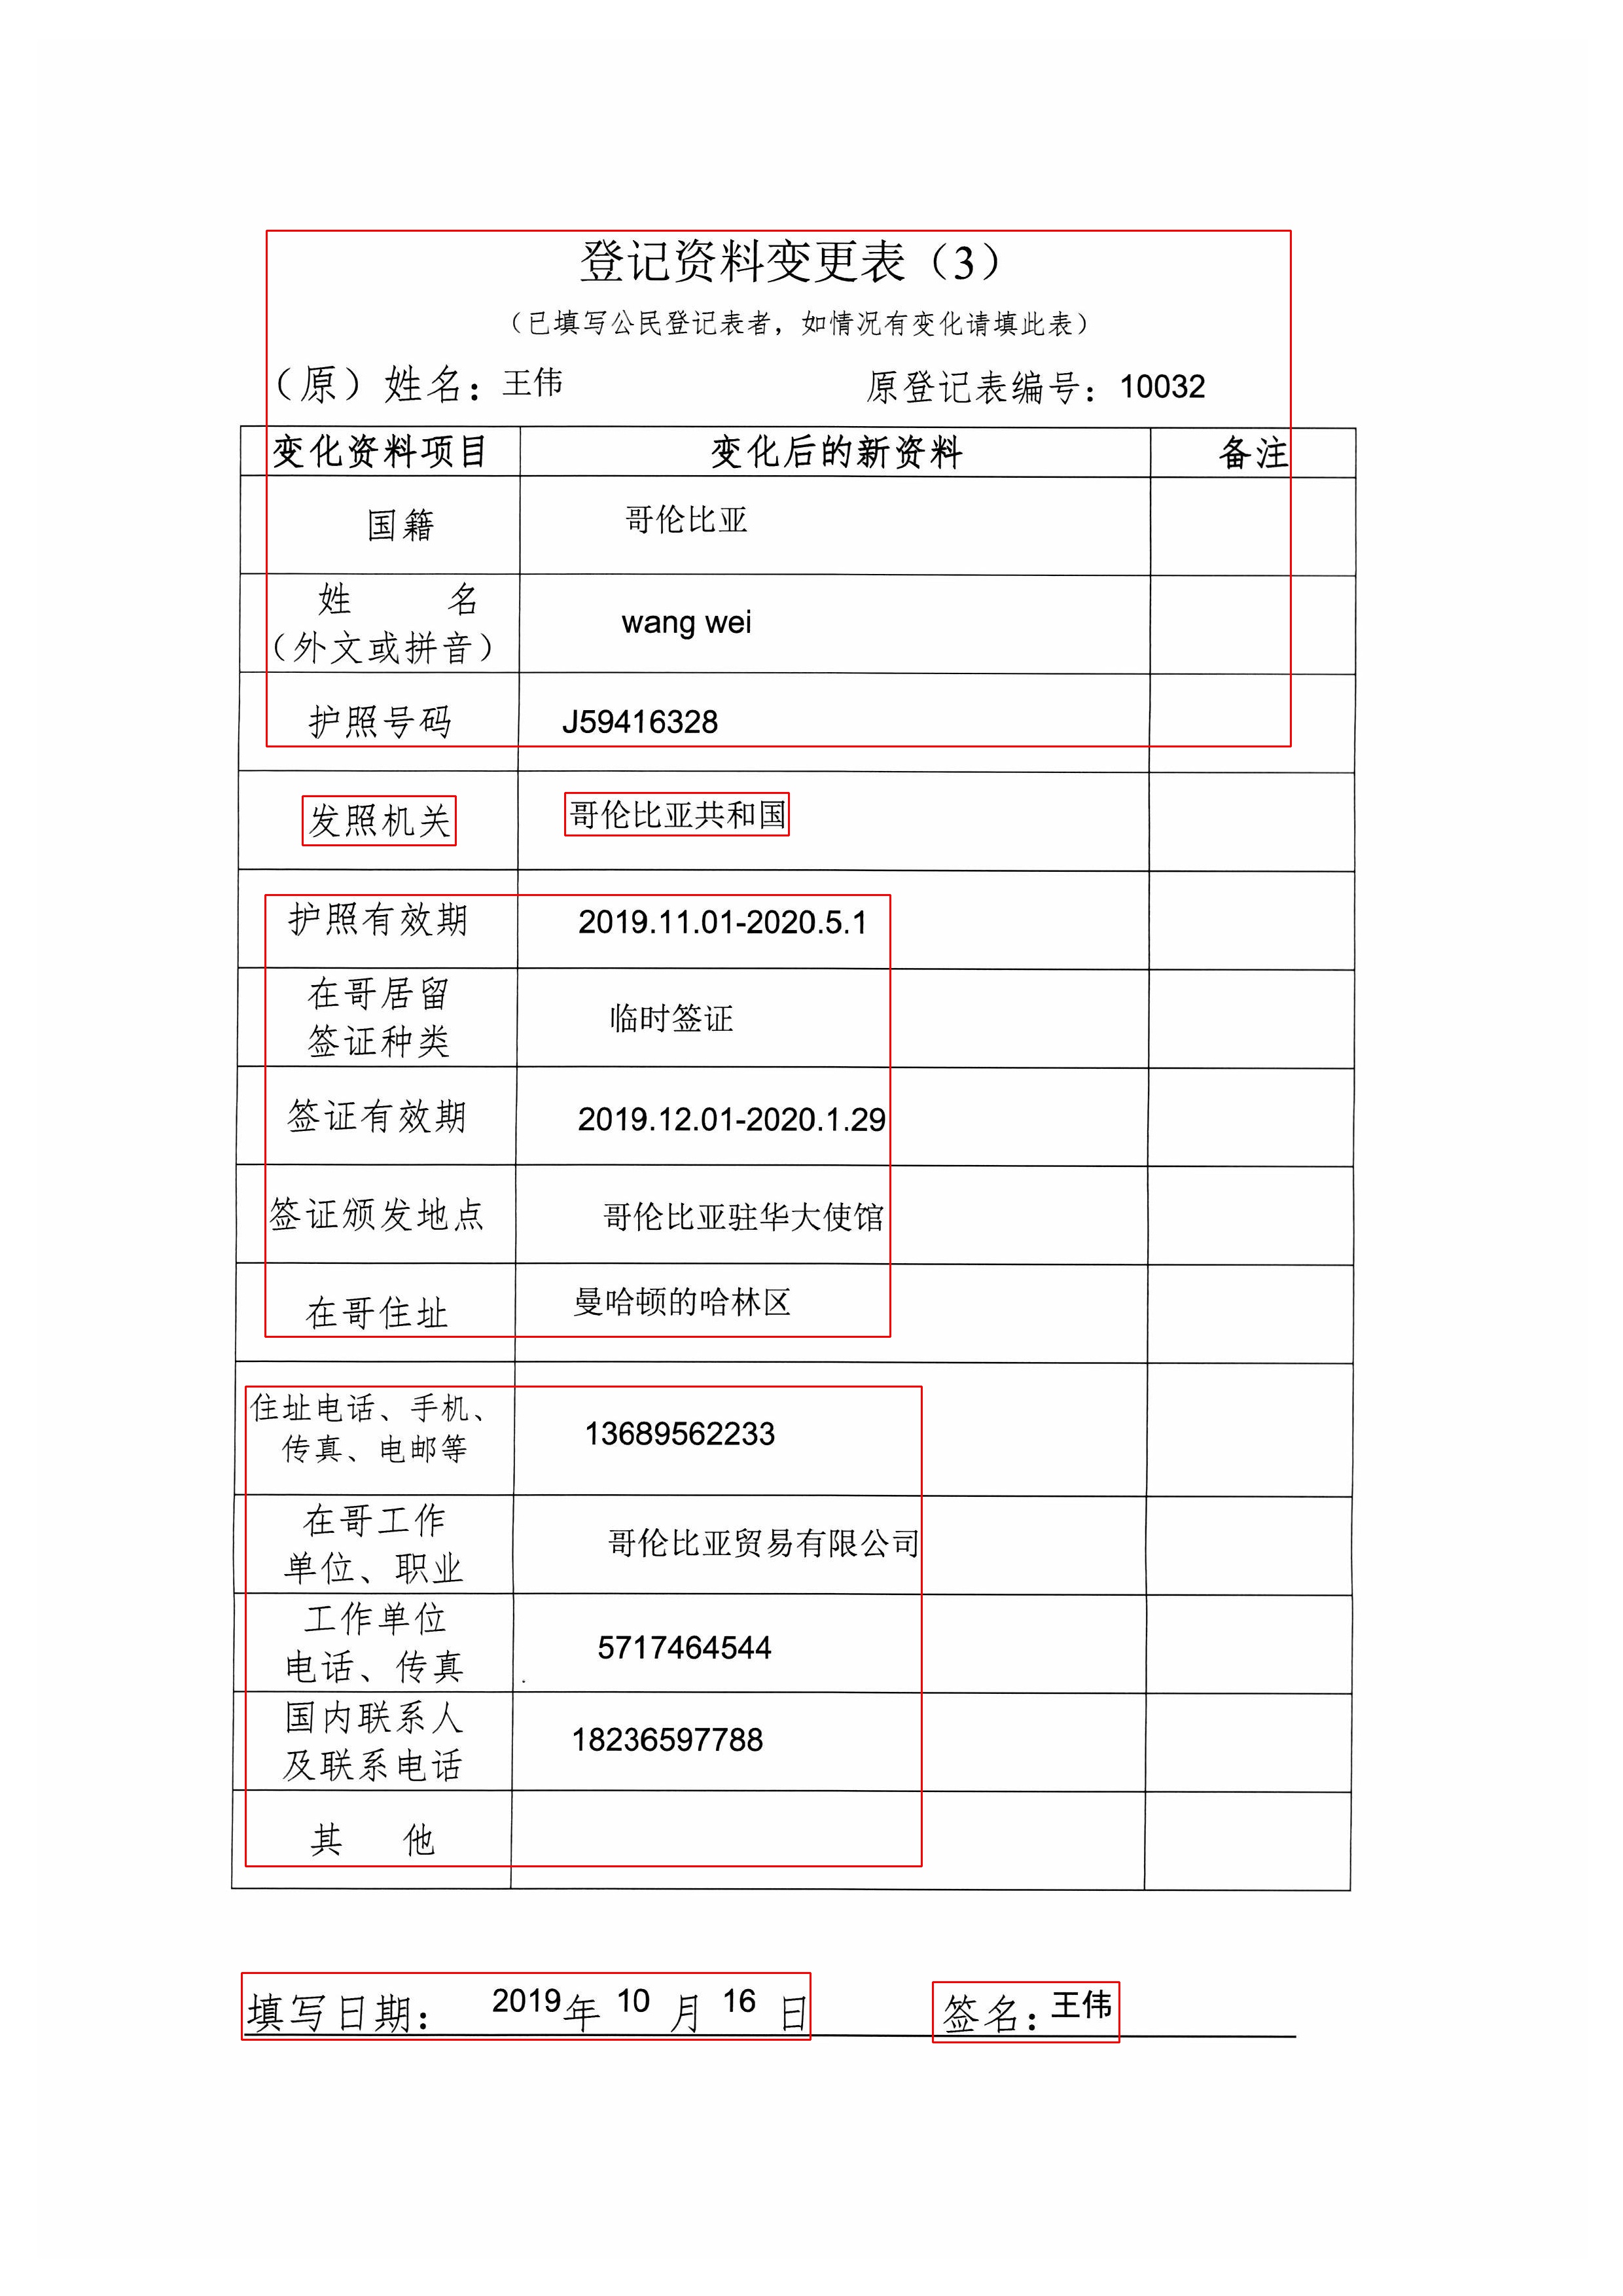 登记资料变更表（3）
（已填写公民登记表者，如情况有变化请填此表）
（原）姓名：王伟 原登记表编号：10032
变化资料项目 变化后的新资料 备注
国籍 哥伦比亚
姓 名
（外文或拼音） wang wei
护照号码 J59416328
发照机关 哥伦比亚共和国
护照有效期 2019.11.01-2020.5.1
在哥居留
签证种类 临时签证
签证有效期 2019.12.01-2020.1.29
签证颁发地点 哥伦比亚驻华大使馆
在哥住址 曼哈顿的哈林区
住址电话、手机、
传真、电邮等 13689562233
在哥工作
单位、职业 哥伦比亚贸易有限公司
工作单位
电话、传真 5717464544
国内联系人
及联系电话 18236597788
其 他
填写日期： 2019年 10 月 16 日 签名：王伟